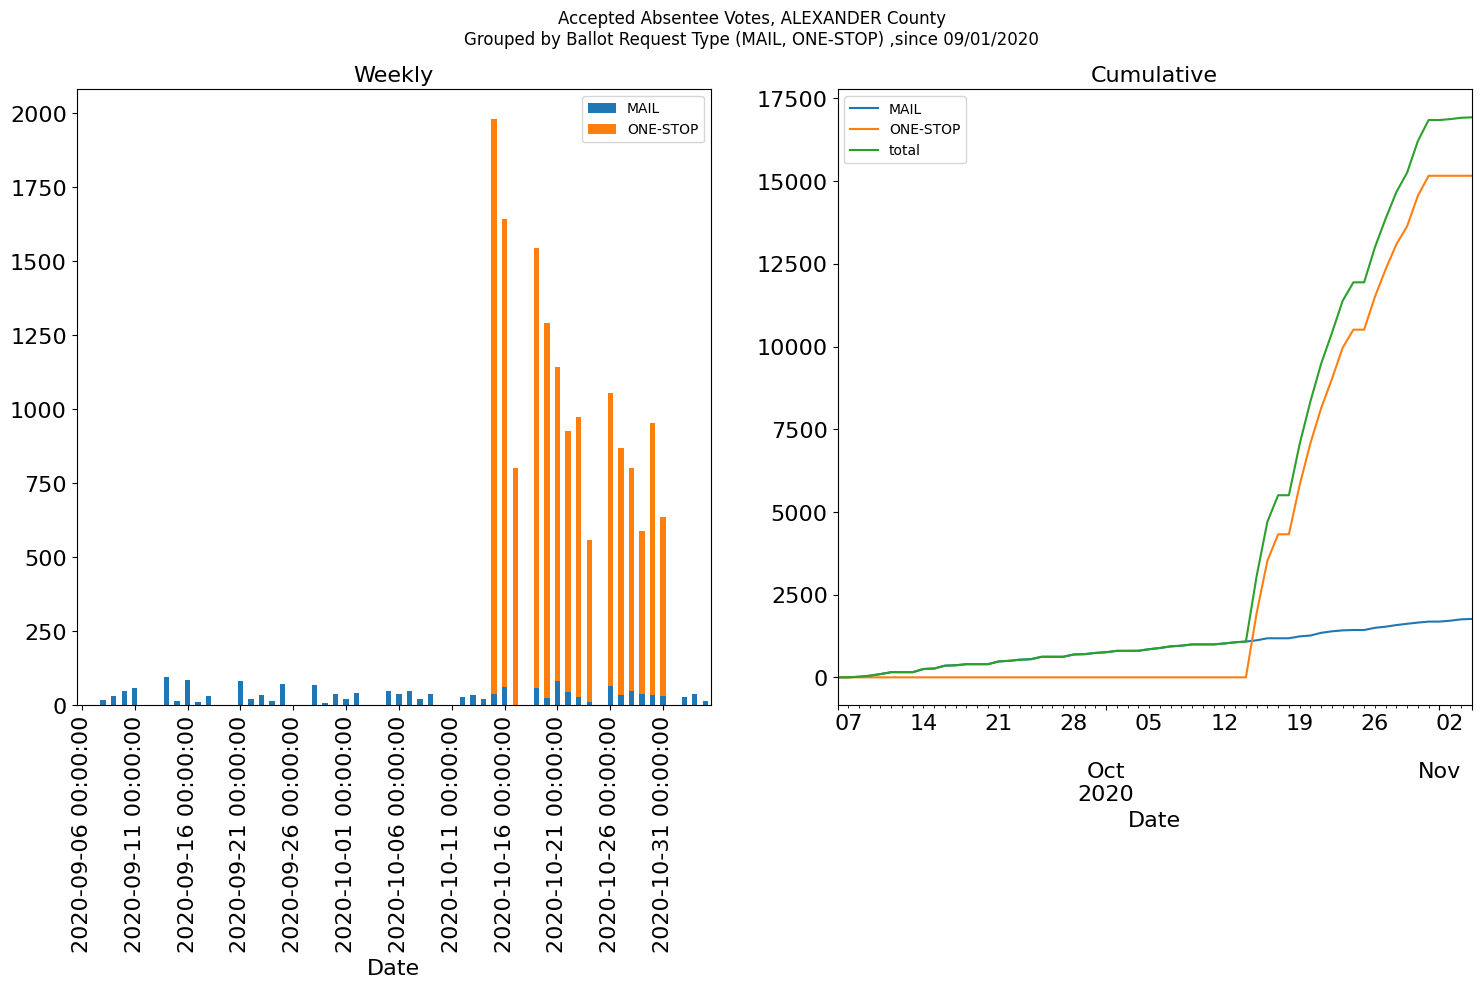 Accepted Absentee Votes, ALEXANDER County
Grouped by Ballot Request Type (MAIL, ONE-STOP) ,since 09/01/2020
Weekly
MAIL
ONE-STOP
2000
1750
1500
1250
1000
750
500
250
0
2020-09-06 00:00:00
2020-09-11 00:00:00
2020-09-16 00:00:00
2020-09-21 00:00:00
2020-09-26 00:00:00
2020-10-01 00:00:00
2020-10-06 00:00:00
2020-10-11 00:00:00
2020-10-16 00:00:00
2020-10-21 00:00:00
2020-10-26 00:00:00
2020-10-31 00:00:00
Date
Cumulative
MAIL
ONE-STOP
total
17500
15000
12500
10000
7500
5000
2500
0
07 14 21 28 05 12 19 26 02
Oct Nov
2020
Date